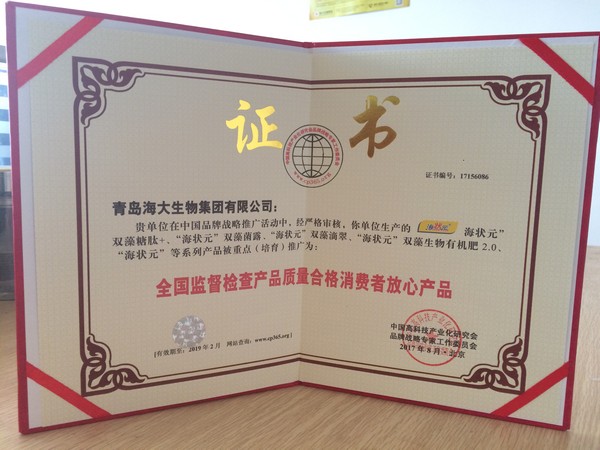 证书
证书编号：17156086
青岛海大生物集团有限公司：
贵单位在中国品牌战略推广活动中，经严格审核，你单位生产的 海状元”
双藻糖肽+、“海状元”双藻菌露、“海状元”双藻滴翠、“海状元”双藻生物有机肥2.0、
“海状元”等系列产品被重点（培育）推广为：
全国监督检查产品质量合格消费者放心产品
中国高科技产业化研究会
品牌战略专家工作委员会
2017年8月·北京
[有效期至：2019年2月 网站查询：www.cp365.org]